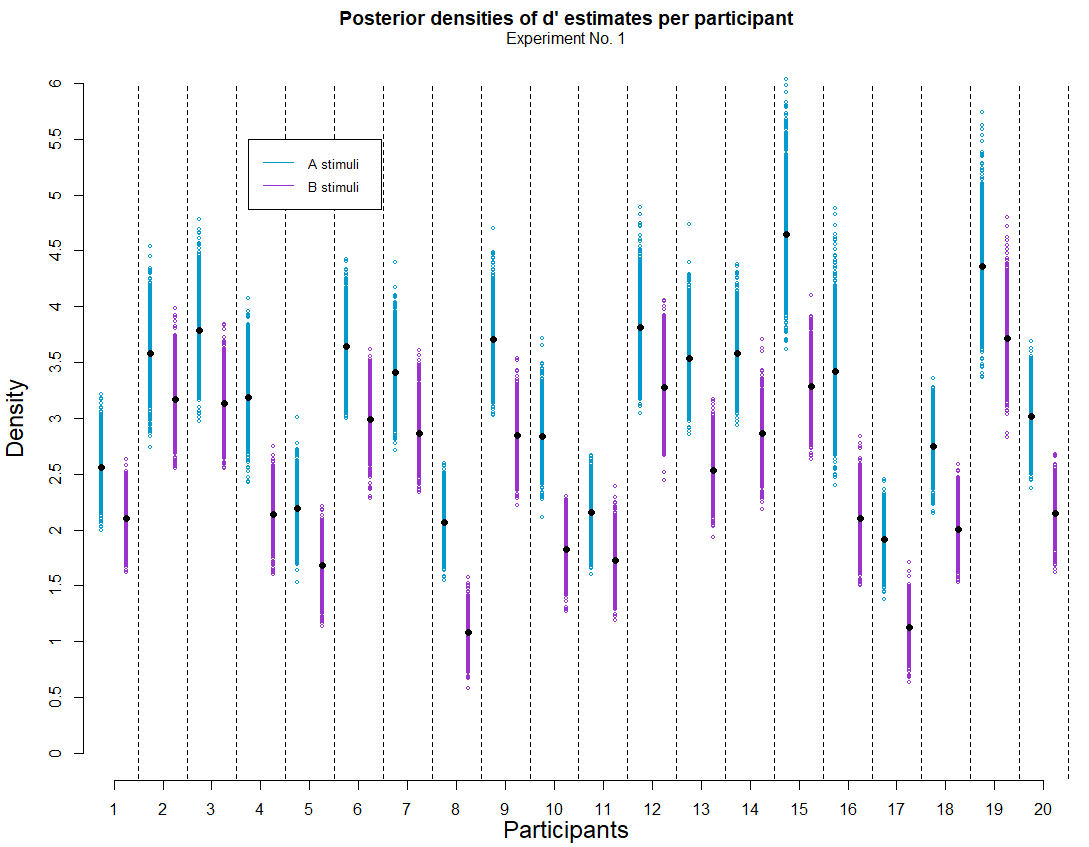 Posterior densities of d' estimates per participant
Experiment No. 1
6
5.5
5
4.5
4
3.5
3
2.5
2
1.5
1
0.5
0
Density
A stimuli
B stimuli
1 2 3 4 5 6 7 8 9 10 11 12 13 14 15 16 17 18 19 20
Participants